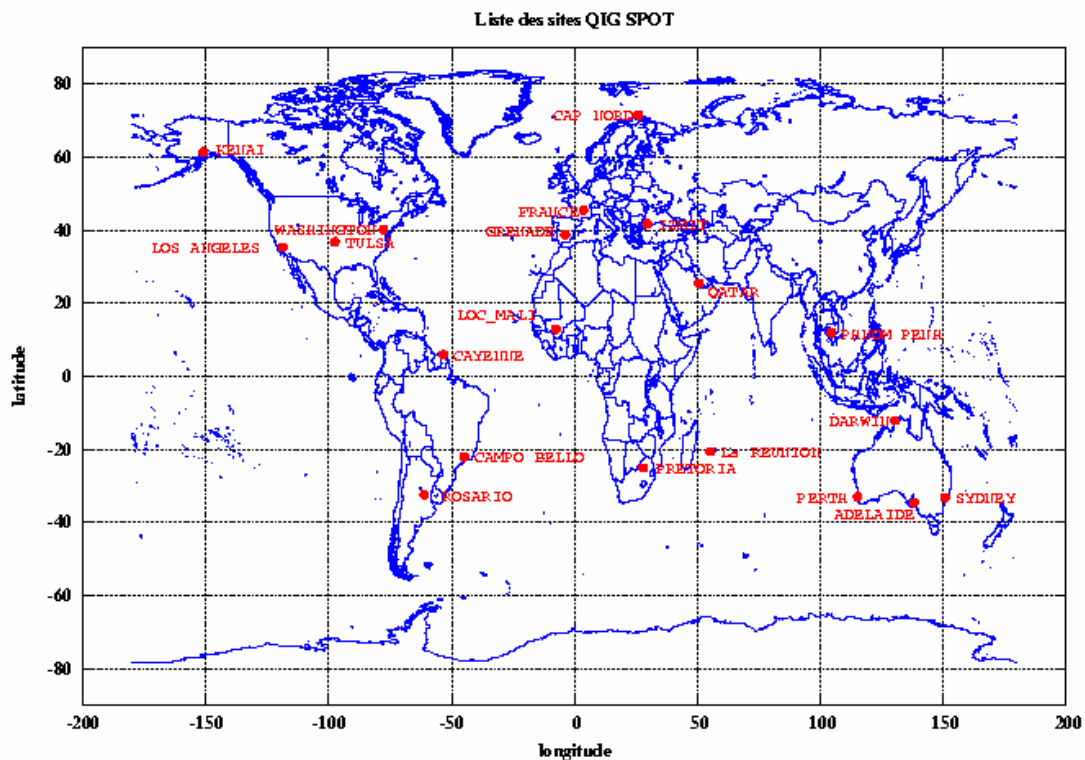 Liste des sites QIG SPOT
80
60
40
20
0
-20
-40
-60
-80
latitude
CAP NORD
KENAI
FRANCE
WASHINGTON
GRENADE
TULSA
LOS ANGELES
QATAR
LOC_MALI
PHNOM PENH
CAYENNE
DARWIN
La REUNION
CAMPO BELLO
PRETORIA
ROSARIO
PERTH
SYDNEY
ADELAIDE
-200
-150
-100
-50
0
50
100
150
200
longitude